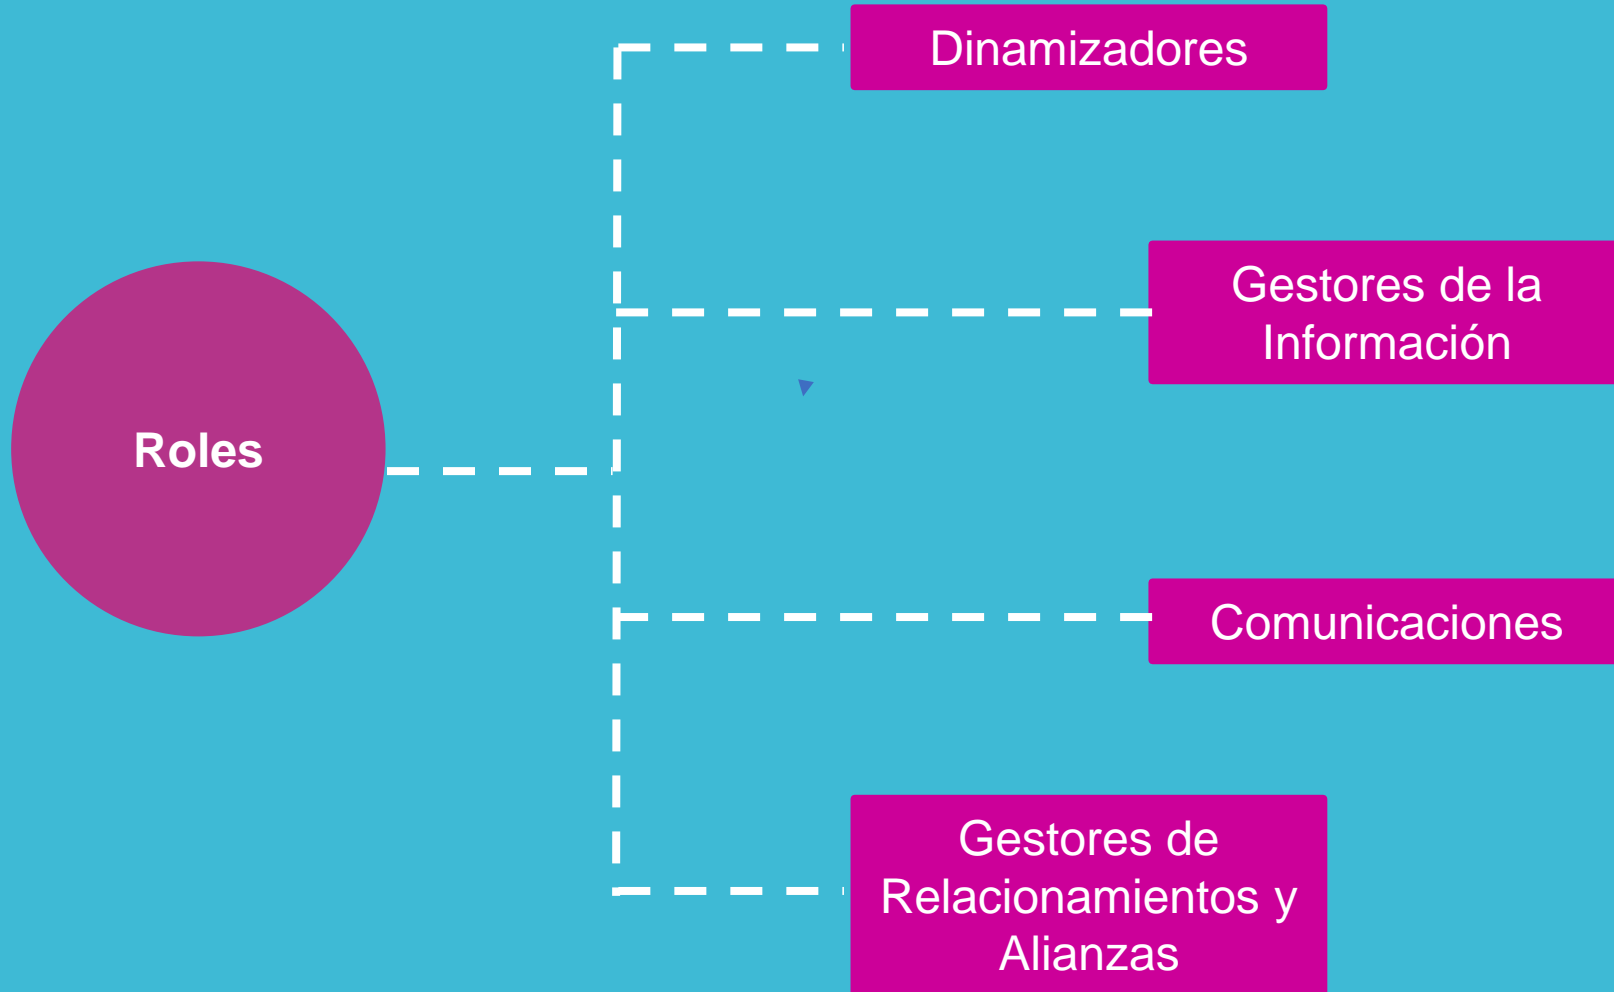 Dinamizadores
Gestores de la
Información
Roles
Comunicaciones
Gestores de
Relacionamientos y
Alianzas